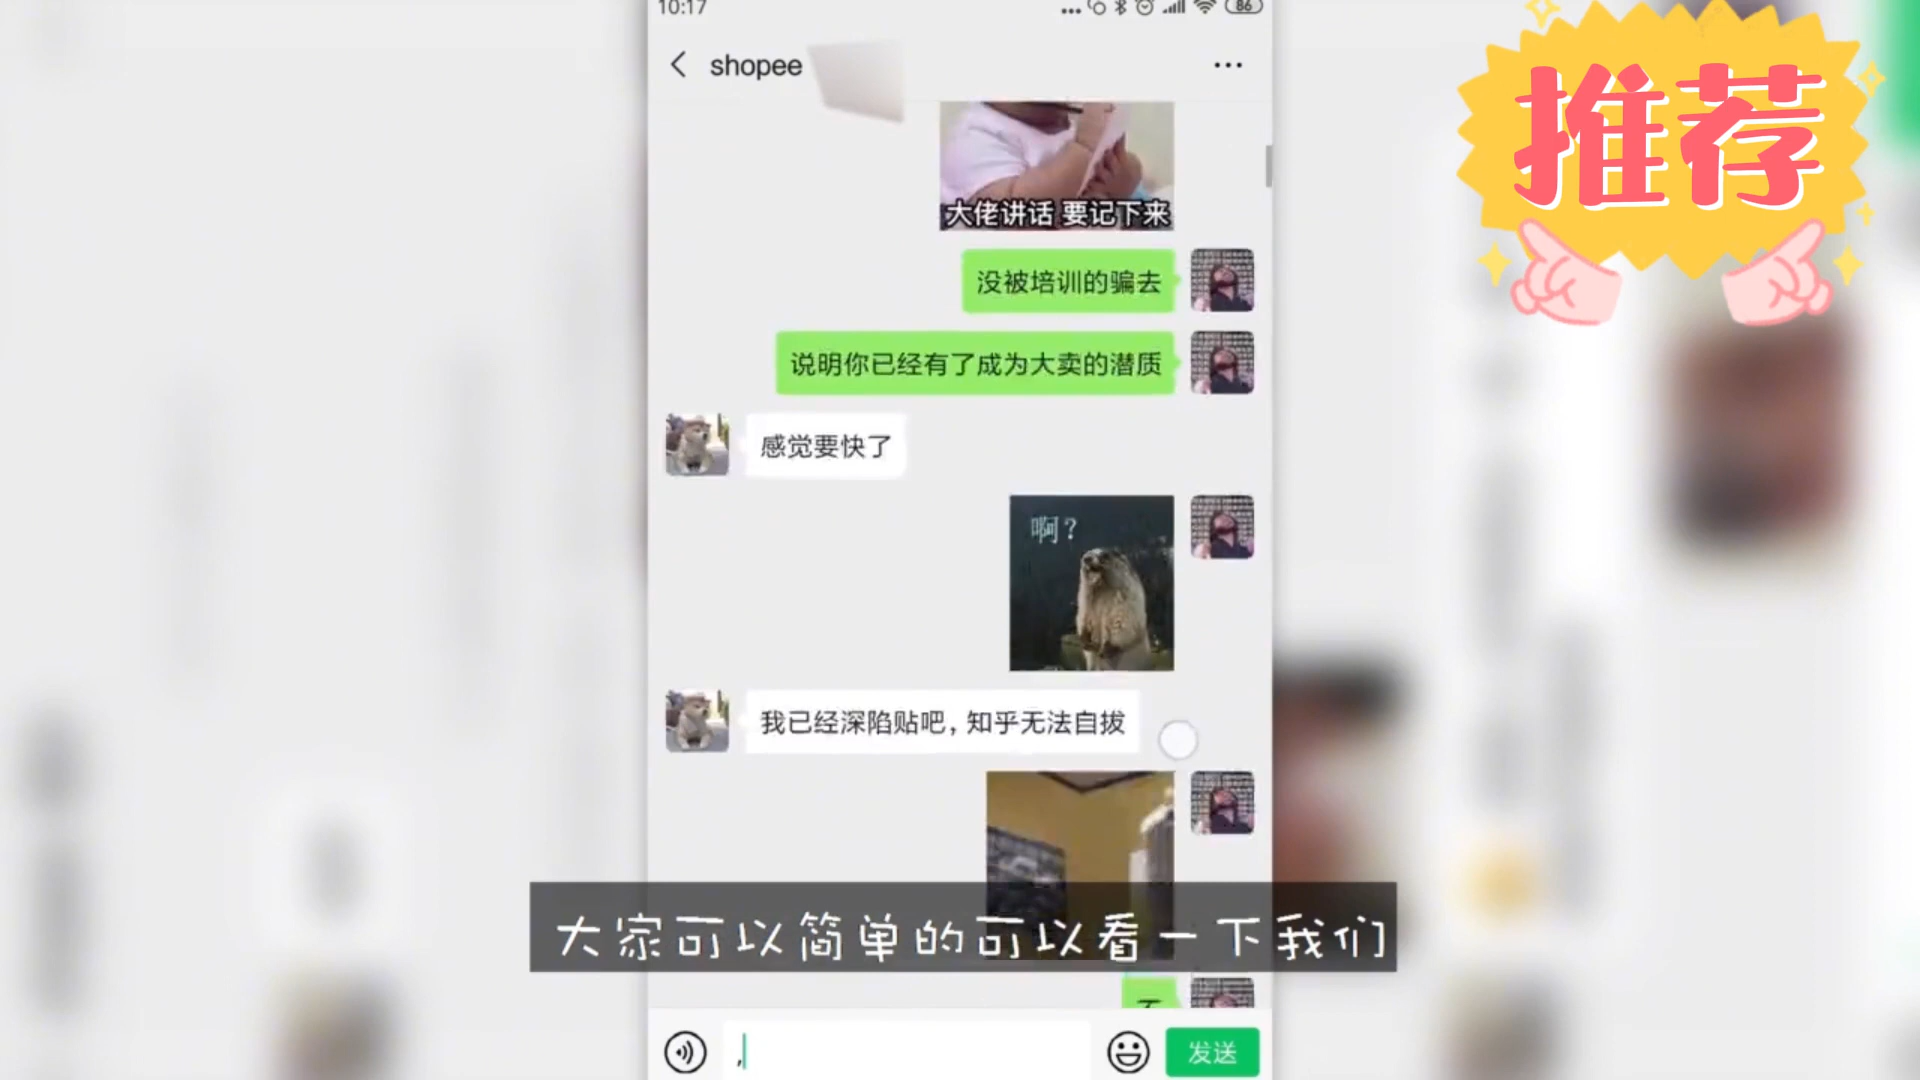 10:17
86
shopee
推荐
大佬讲话 要记下来
没被培训的骗去
说明你已经有了成为大卖的潜质
感觉要快了
啊？
我已经深陷贴吧，知乎无法自拔
大家可以简单的可以看一下我们
,
发送